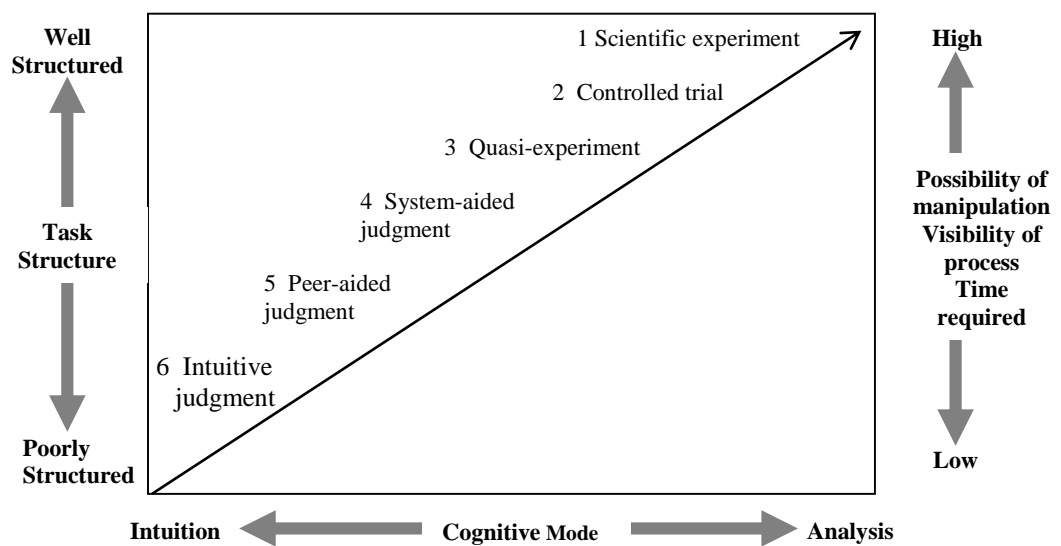 Well
Structured
Task
Structure
Poorly
Structured
1 Scientific experiment
2 Controlled trial
3 Quasi-experiment
4 System-aided
judgment
5 Peer-aided
judgment
6 Intuitive
judgment
High
Possibility of
manipulation
Visibility of
process
Time
required
Low
Intuition
Cognitive Mode
Analysis